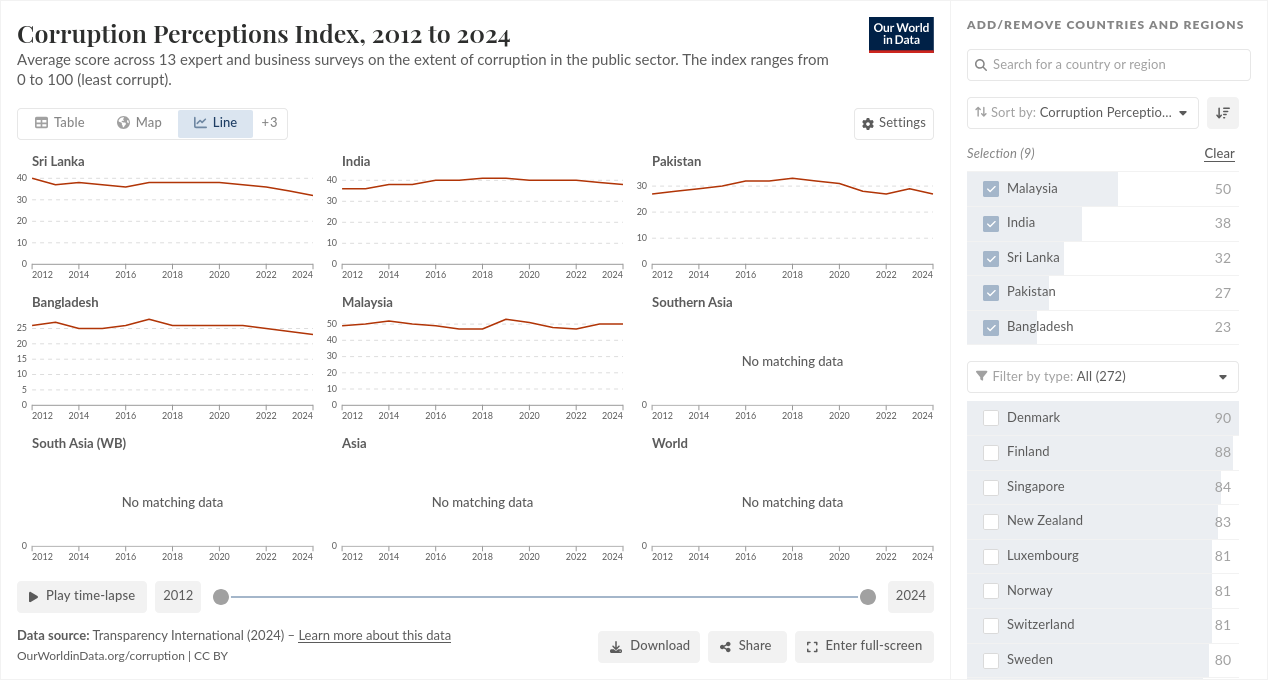 Corruption Perceptions Index, 2012 to 2024
Our World
in Data
Average score across 13 expert and business surveys on the extent of corruption in the public sector. The index ranges from
0 to 100 (least corrupt).
Table
Map
Line
+3
Settings
Sri Lanka
40
30
20
10
0
2012 2014 2016 2018 2020 2022 2024
India
40
30
20
10
0
2012 2014 2016 2018 2020 2022 2024
Pakistan
30
20
10
0
2012 2014 2016 2018 2020 2022 2024
Bangladesh
25
20
15
10
5
0
2012 2014 2016 2018 2020 2022 2024
Malaysia
50
40
30
20
10
0
2012 2014 2016 2018 2020 2022 2024
Southern Asia
No matching data
0
2012 2014 2016 2018 2020 2022 2024
South Asia (WB)
No matching data
0
2012 2014 2016 2018 2020 2022 2024
Asia
No matching data
0
2012 2014 2016 2018 2020 2022 2024
World
No matching data
0
2012 2014 2016 2018 2020 2022 2024
Play time-lapse
2012
2024
Data source: Transparency International (2024) – Learn more about this data
OurWorldinData.org/corruption | CC BY
Download
Share
Enter full-screen
ADD/REMOVE COUNTRIES AND REGIONS
Search for a country or region
Sort by: Corruption Perceptio...
Selection (9)
Clear
Malaysia 50
India 38
Sri Lanka 32
Pakistan 27
Bangladesh 23
Filter by type: All (272)
Denmark 90
Finland 88
Singapore 84
New Zealand 83
Luxembourg 81
Norway 81
Switzerland 81
Sweden 80